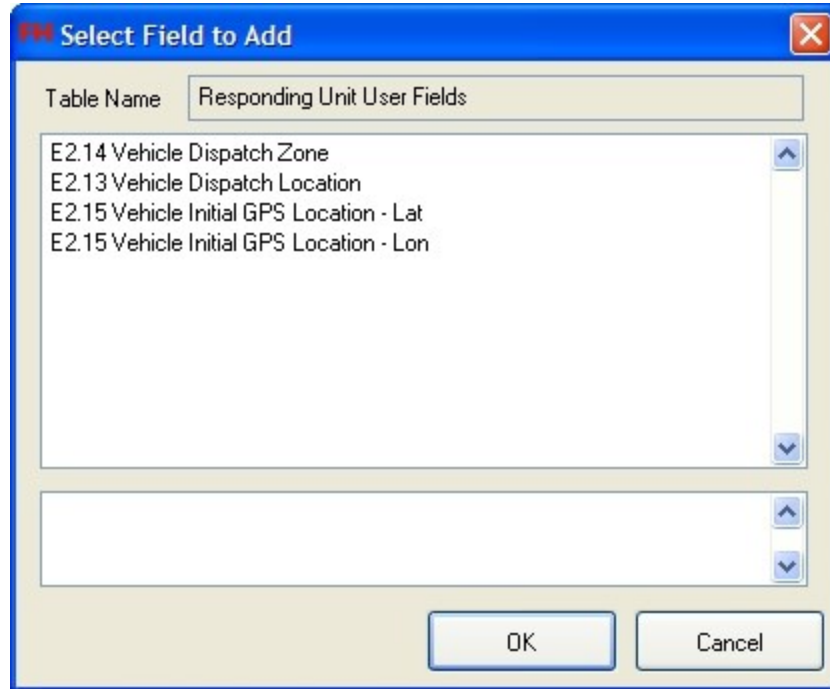 FH Select Field to Add
Table Name Responding Unit User Fields
E2.14 Vehicle Dispatch Zone
E2.13 Vehicle Dispatch Location
E2.15 Vehicle Initial GPS Location - Lat
E2.15 Vehicle Initial GPS Location - Lon
OK Cancel